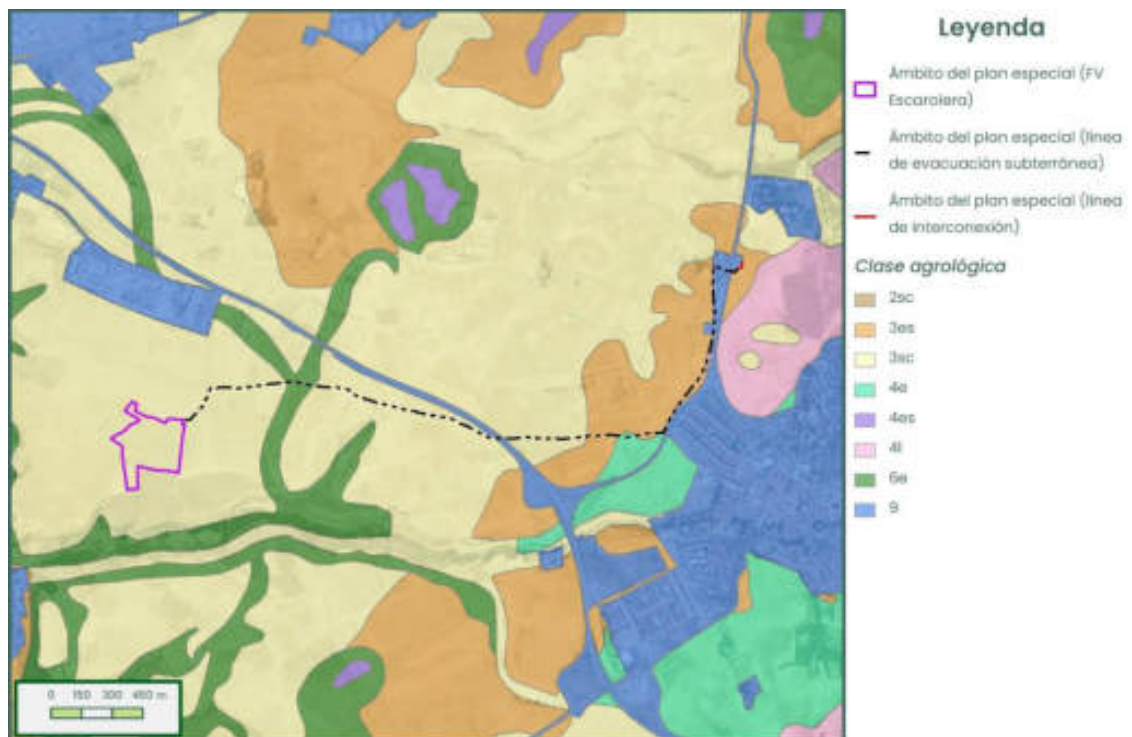 Leyenda
Ámbito del plan especial (FV
Escarolera)
Ámbito del plan especial (línea
de evacuación subterránea)
Ámbito del plan especial (línea
de interconexión)
Clase agrológica
2sc
3es
3sc
4e
4es
4l
6e
9
0 150 300 450 m